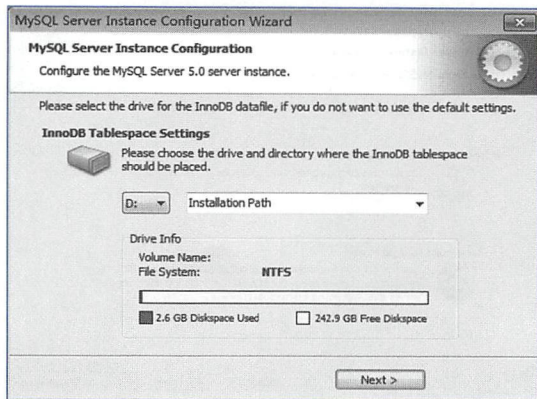 MySQL Server Instance Configuration Wizard
MySQL Server Instance Configuration
Configure the MySQL Server 5.0 server instance.
Please select the drive for the InnoDB datafile, if you do not want to use the default settings.
InnoDB Tablespace Settings
Please choose the drive and directory where the InnoDB tablespace
should be placed.
D: Installation Path
Drive Info
Volume Name:
File System: NTFS
2.6 GB Diskspace Used 242.9 GB Free Diskspace
Next >